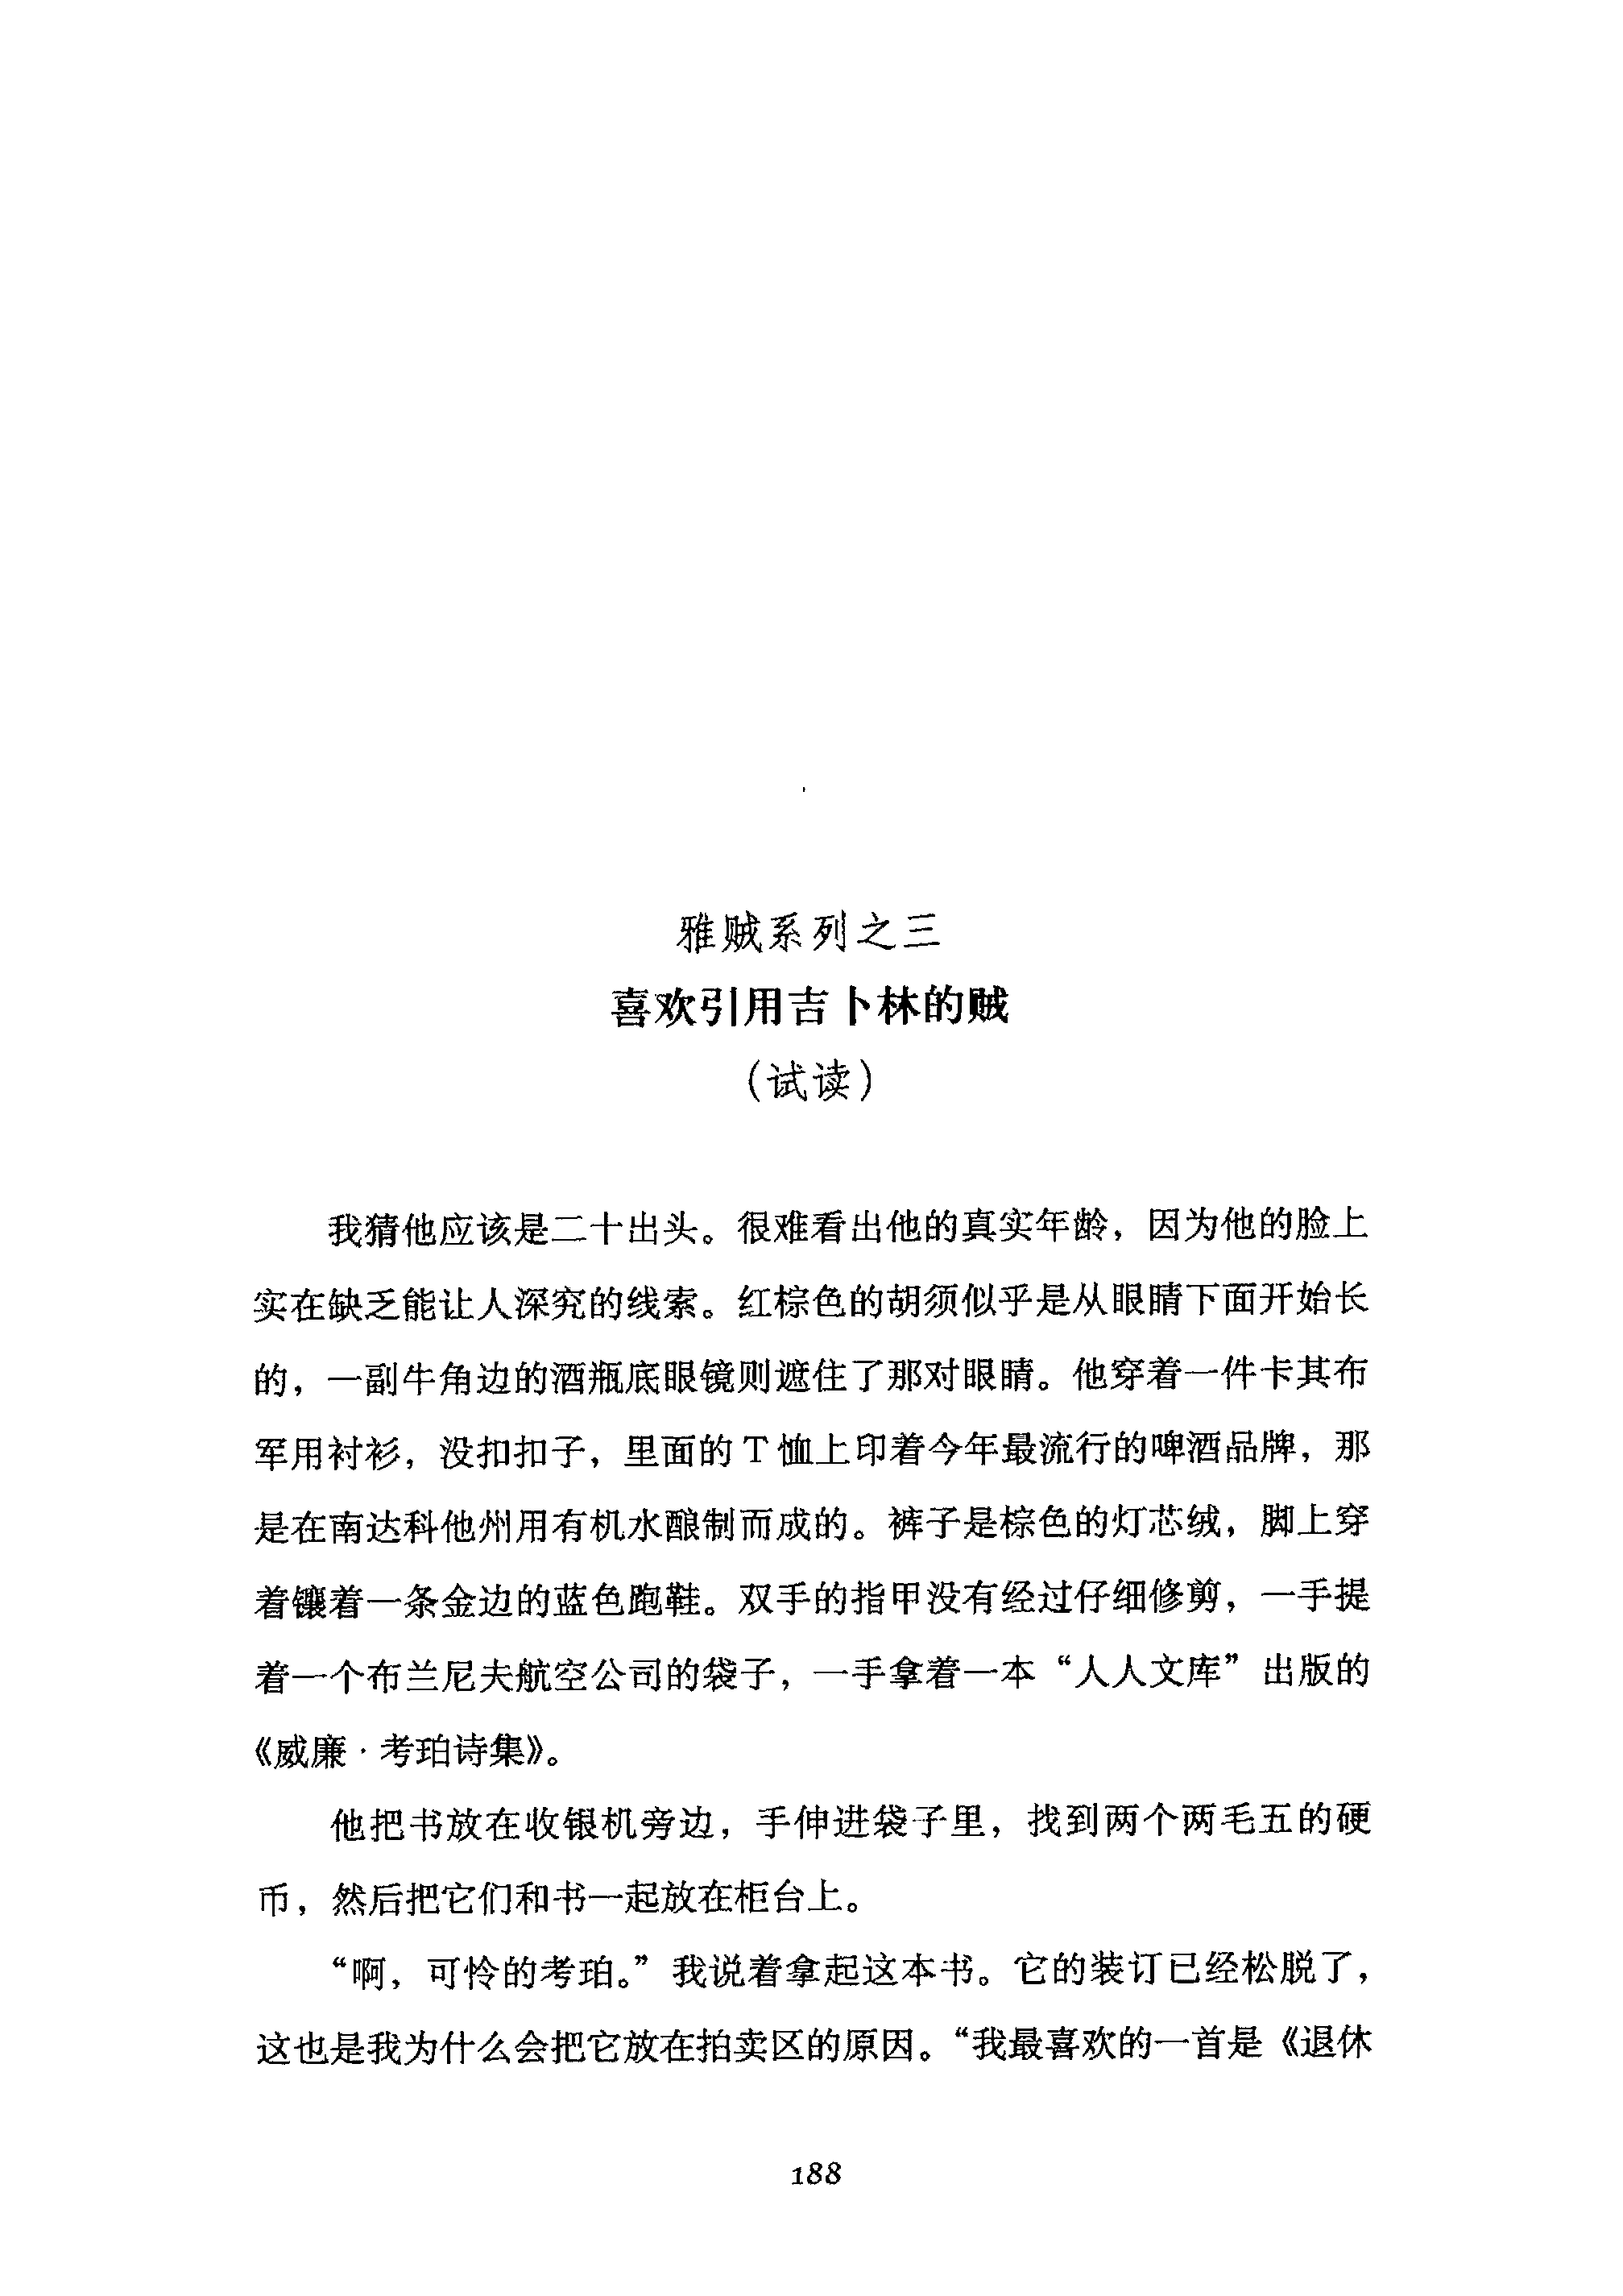 雅贼系列之三
喜欢引用吉卜林的贼
（试读）
我猜他应该是二十出头。很难看出他的真实年龄，因为他的脸上
实在缺乏能让人深究的线索。红棕色的胡须似乎是从眼睛下面开始长
的，一副牛角边的酒瓶底眼镜则遮住了那对眼睛。他穿着一件卡其布
军用衬衫，没扣扣子，里面的T恤上印着今年最流行的啤酒品牌，那
是在南达科他州用有机水酿制而成的。裤子是棕色的灯芯绒，脚上穿
着镶着一条金边的蓝色跑鞋。双手的指甲没有经过仔细修剪，一手提
着一个布兰尼夫航空公司的袋子，一手拿着一本“人人文库”出版的
《威廉·考珀诗集》。
他把书放在收银机旁边，手伸进袋子里，找到两个两毛五的硬
币，然后把它们和书一起放在柜台上。
“啊，可怜的考珀。”我说着拿起这本书。它的装订已经松脱了，
这也是我为什么会把它放在拍卖区的原因。“我最喜欢的一首是《退休
188